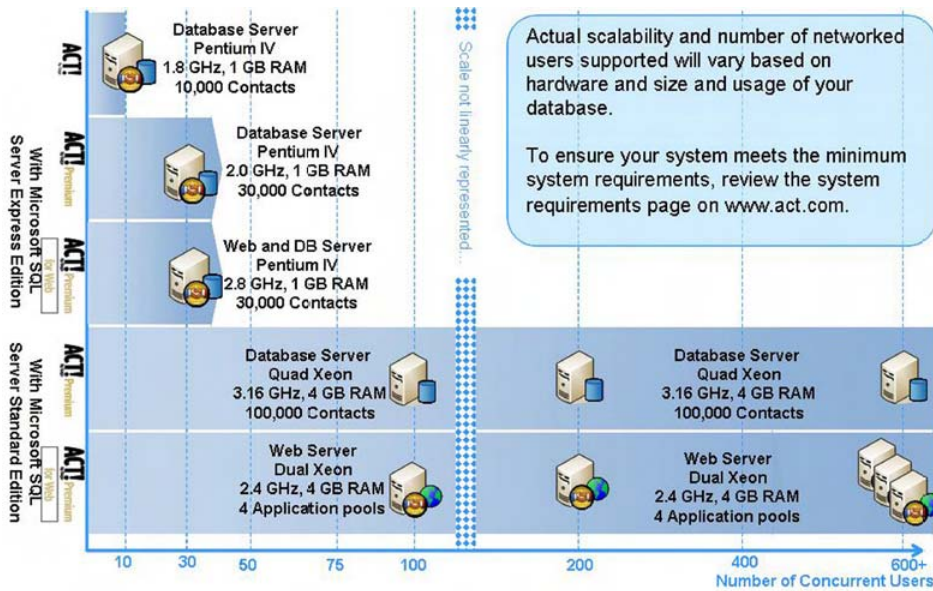 Database Server
Pentium IV
1.8 GHz, 1 GB RAM
10,000 Contacts
Actual scalability and number of networked
users supported will vary based on
hardware and size and usage of your
database.
To ensure your system meets the minimum
system requirements, review the system
requirements page on www.act.com.
Scale not linearly represented...
ACT!
ACT! Premium
Database Server
Pentium IV
2.0 GHz, 1 GB RAM
30,000 Contacts
With Microsoft SQL
Server Express Edition
ACT! Premium
for Web
Web and DB Server
Pentium IV
2.8 GHz, 1 GB RAM
30,000 Contacts
ACT! Premium
Database Server
Quad Xeon
3.16 GHz, 4 GB RAM
100,000 Contacts
Database Server
Quad Xeon
3.16 GHz, 4 GB RAM
100,000 Contacts
With Microsoft SQL
Server Standard Edition
ACT! Premium
for Web
Web Server
Dual Xeon
2.4 GHz, 4 GB RAM
4 Application pools
Web Server
Dual Xeon
2.4 GHz, 4 GB RAM
4 Application pools
10 30 50 75 100 200 400 600+
Number of Concurrent Users